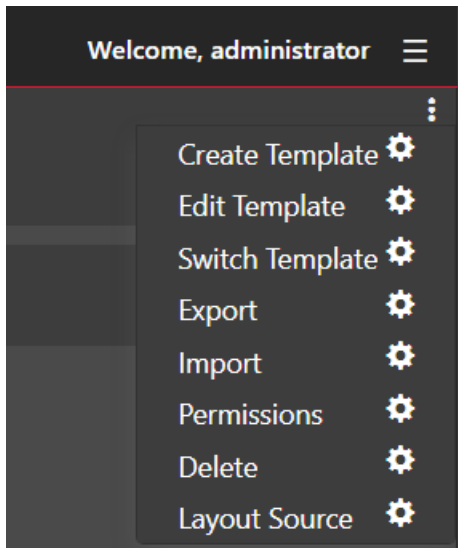 Welcome, administrator
Create Template
Edit Template
Switch Template
Export
Import
Permissions
Delete
Layout Source